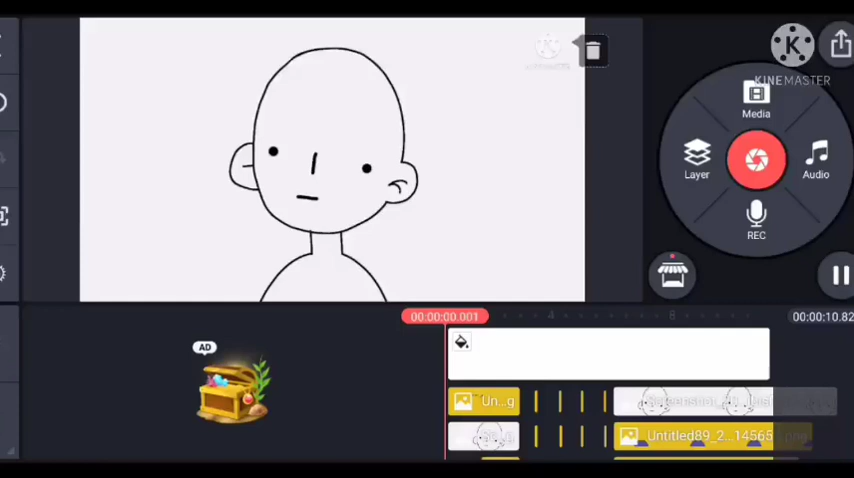 K
KINEMASTER
Media
Layer
Audio
REC
00:00:00.001
4
8
00:00:10.82
AD
Un...g
Untitled89_2...14565